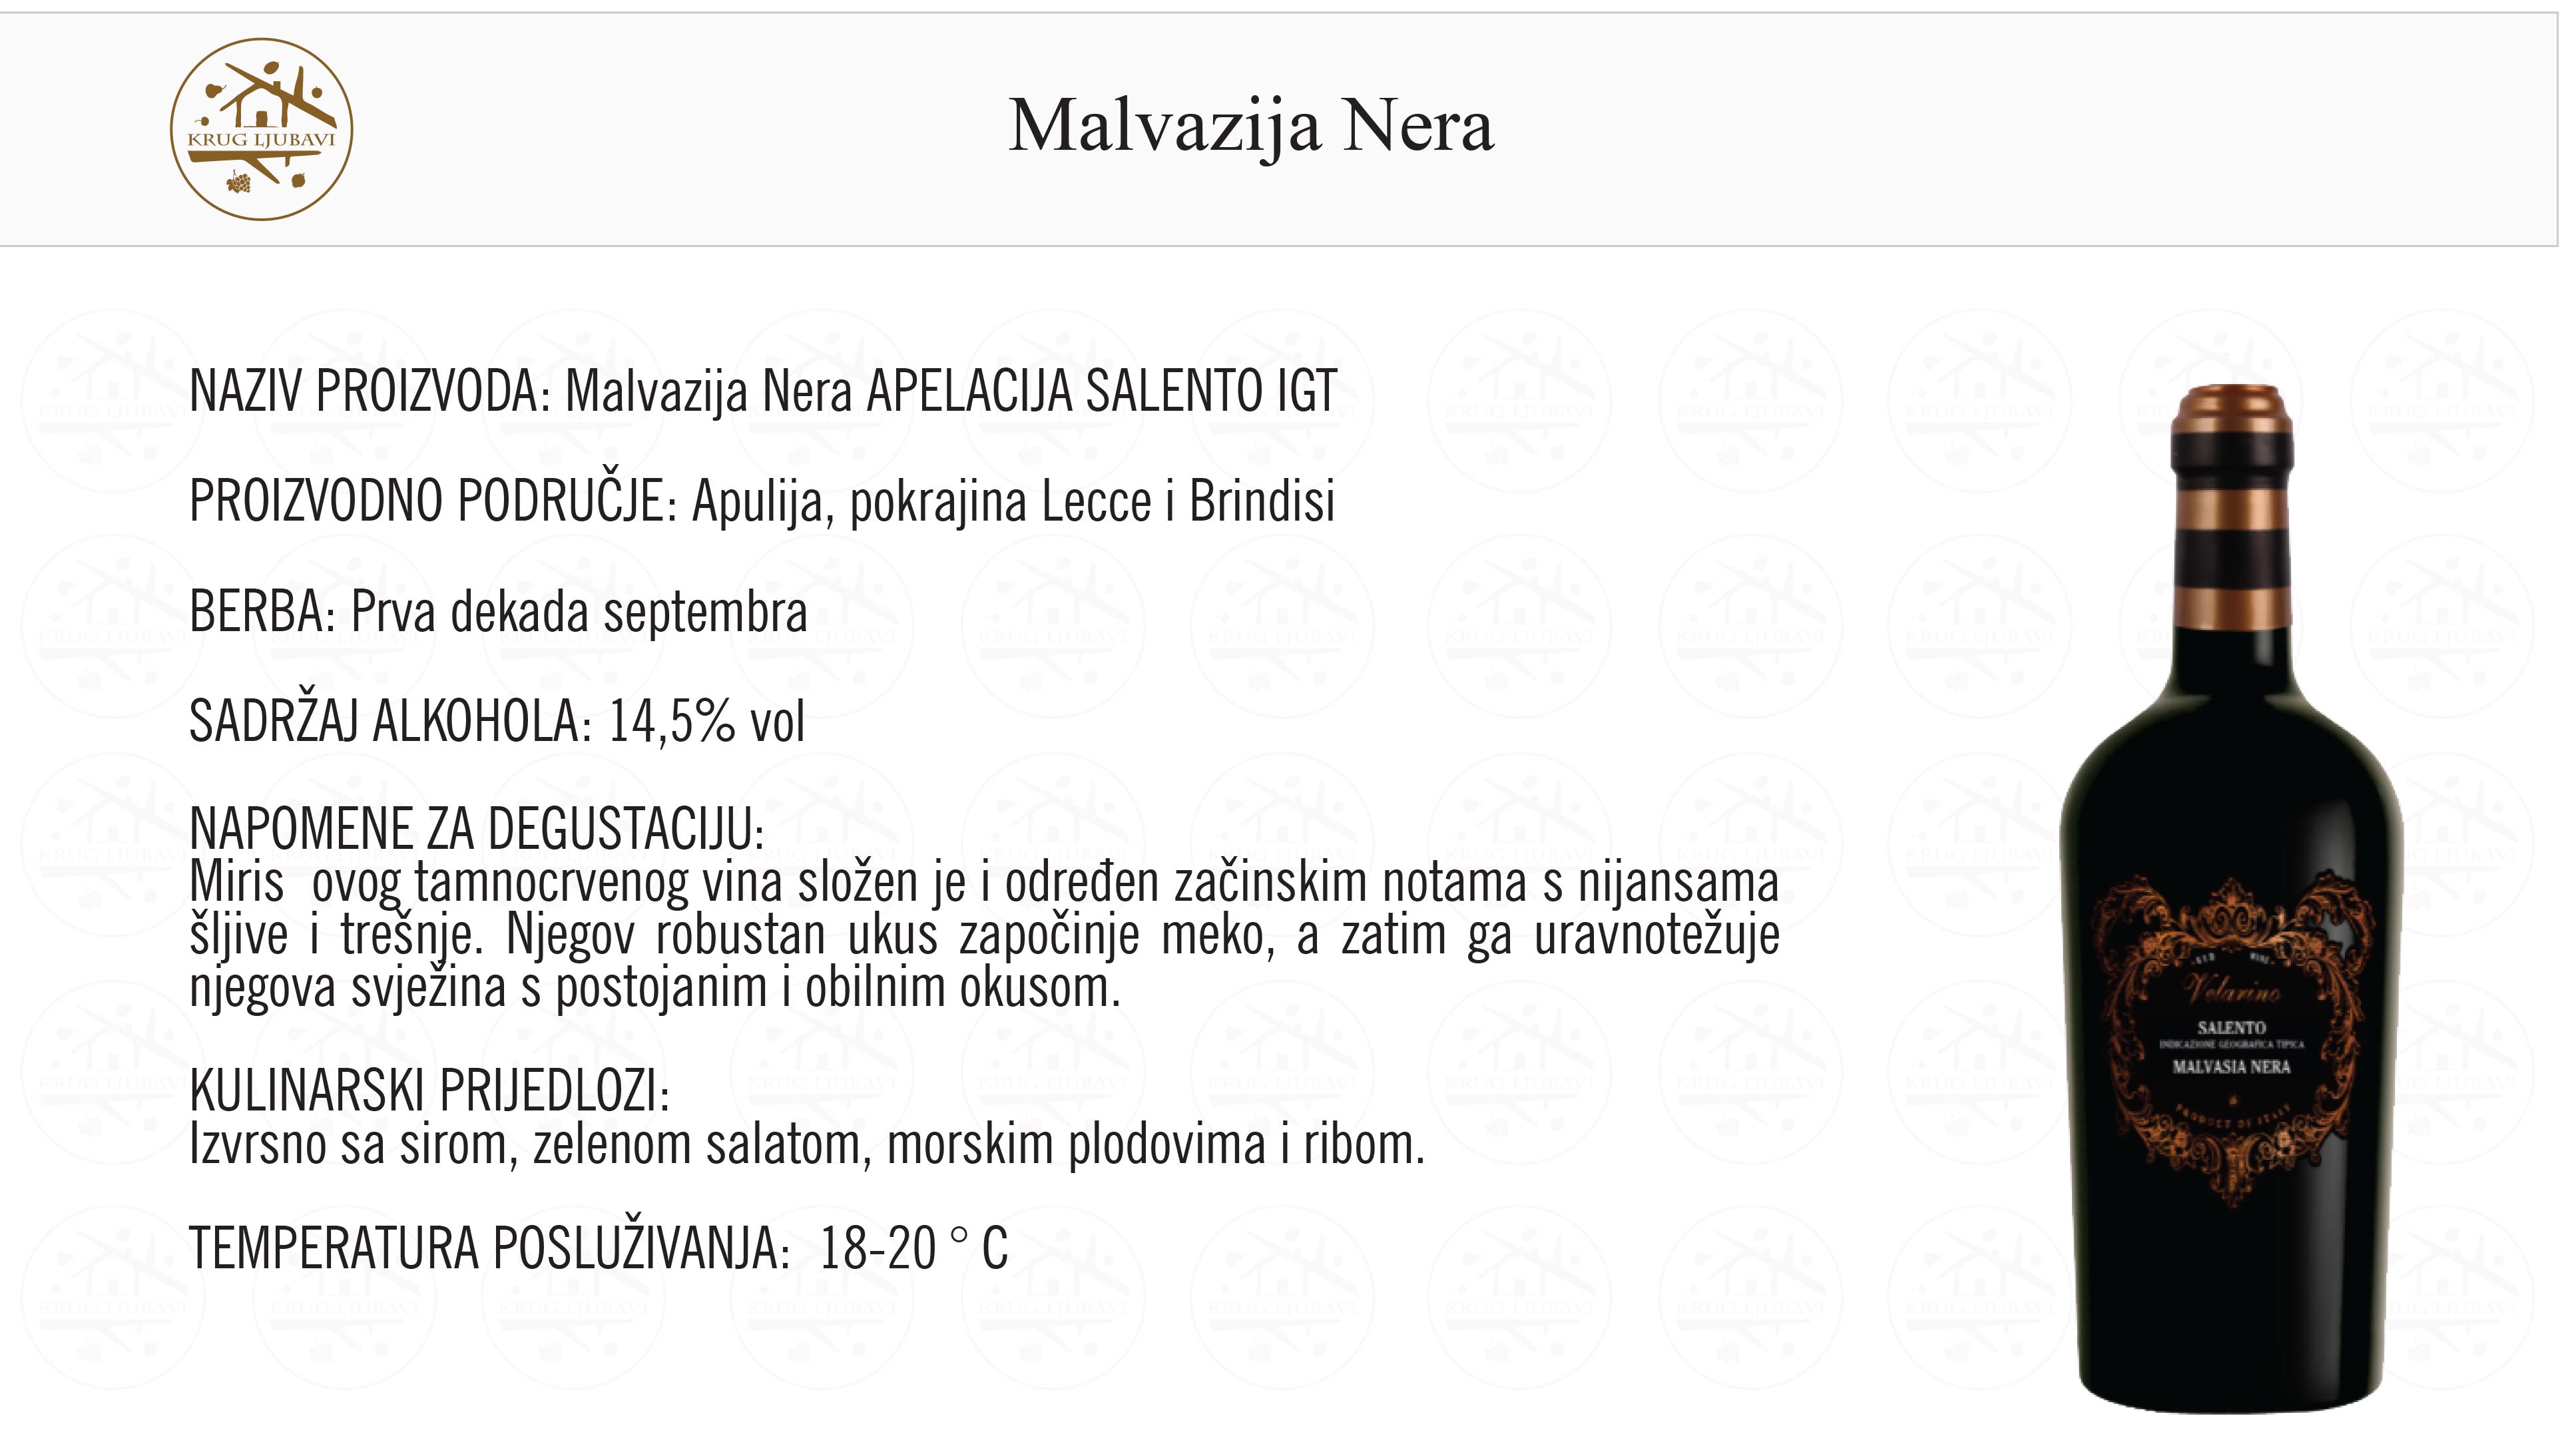 KRUG LJUBAVI
Malvazija Nera
NAZIV PROIZVODA: Malvazija Nera APELACIJA SALENTO IGT
PROIZVODNO PODRUČJE: Apulija, pokrajina Lecce i Brindisi
BERBA: Prva dekada septembra
SADRŽAJ ALKOHOLA: 14,5% vol
NAPOMENE ZA DEGUSTACIJU:
Miris  ovog tamnocrvenog vina složen je i određen začinskim notama s nijansama
šljive i trešnje. Njegov robustan ukus započinje meko, a zatim ga uravnotežuje
njegova svježina s postojanim i obilnim okusom.
KULINARSKI PRIJEDLOZI:
Izvrsno sa sirom, zelenom salatom, morskim plodovima i ribom.
TEMPERATURA POSLUŽIVANJA:  18-20 ° C
Velarino
SALENTO
INDICAZIONE GEOGRAFICA TIPICA
MALVASIA NERA
PRODUCT OF ITALY